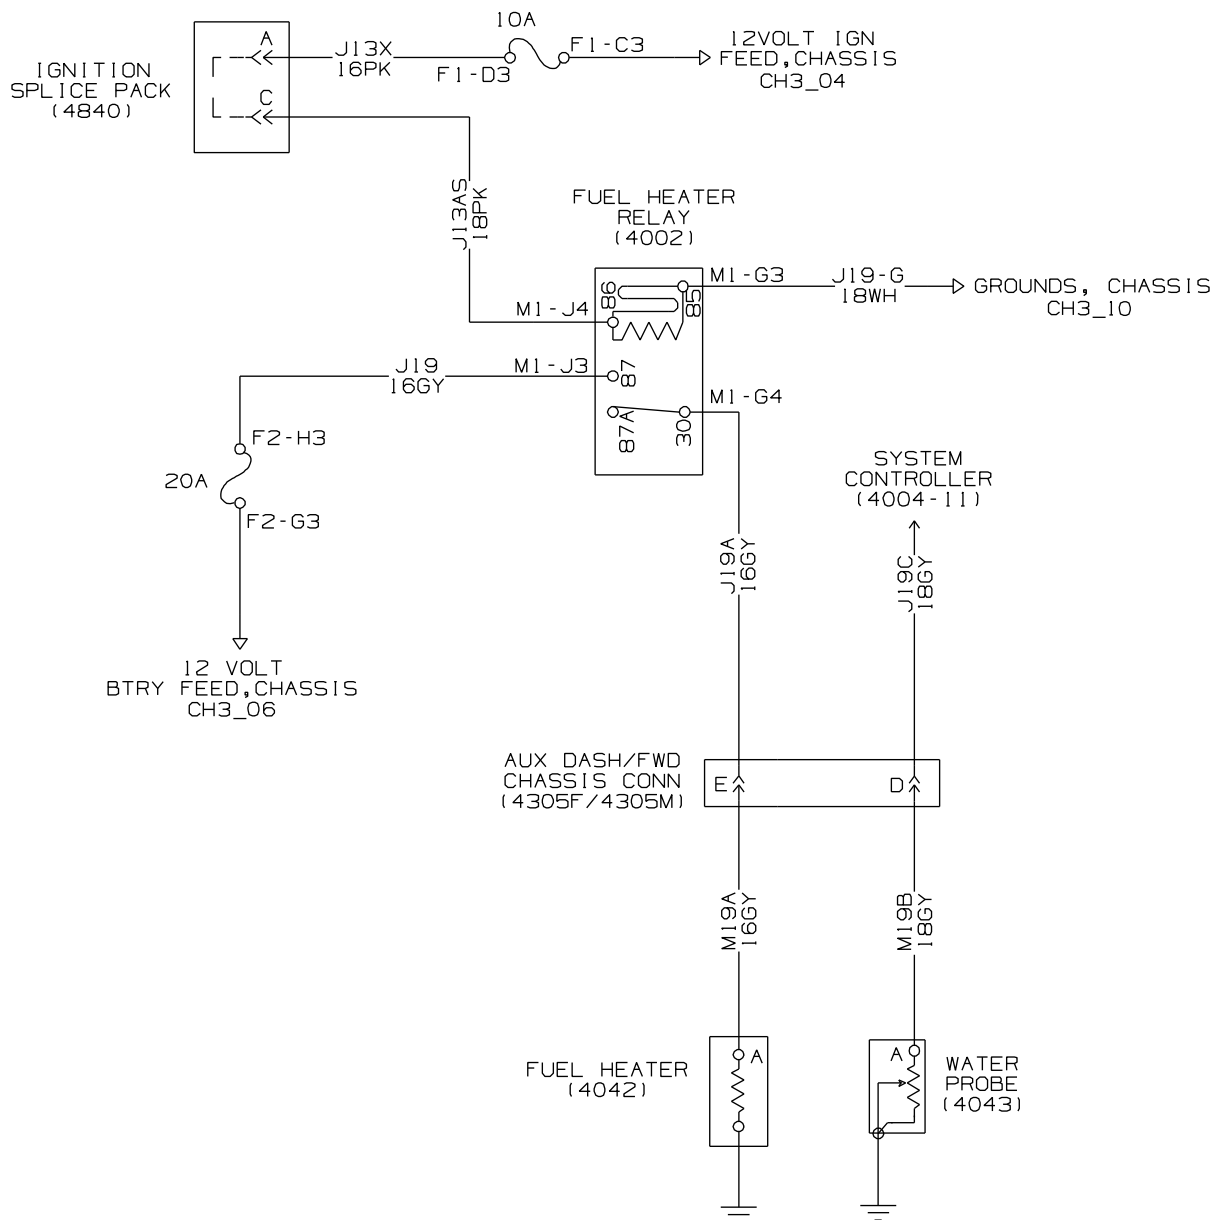 10A
J13X
16PK
F1-D3
F1-C3
12VOLT IGN
FEED,CHASSIS
CH3_04
IGNITION
SPLICE PACK
(4840)
A
C
J13AS
18PK
FUEL HEATER
RELAY
(4002)
M1-G3
J19-G
18WH
GROUNDS, CHASSIS
CH3_10
86
85
M1-J4
J19
16GY
M1-J3
87
M1-G4
87A
30
F2-H3
20A
F2-G3
12 VOLT
BTRY FEED,CHASSIS
CH3_06
SYSTEM
CONTROLLER
(4004-11)
J19A
16GY
J19C
18GY
AUX DASH/FWD
CHASSIS CONN
(4305F/4305M)
E
D
M19A
16GY
M19B
18GY
FUEL HEATER
(4042)
A
A
WATER
PROBE
(4043)